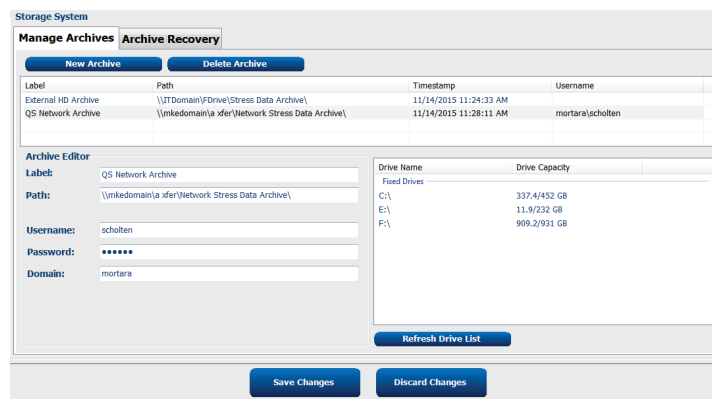 Storage System
Manage Archives Archive Recovery
New Archive Delete Archive
Label Path Timestamp Username
External HD Archive \\ITDomain\FDrive\Stress Data Archive\ 11/14/2015 11:24:33 AM
QS Network Archive \\mkedomain\a xfer\Network Stress Data Archive\ 11/14/2015 11:28:11 AM mortara\scholten
Archive Editor
Label: QS Network Archive
Path: \\mkedomain\a xfer\Network Stress Data Archive\
Username: scholten
Password: ●●●●●●
Domain: mortara
Drive Name Drive Capacity
Fixed Drives
C:\ 337.4/452 GB
E:\ 11.9/232 GB
F:\ 909.2/931 GB
Refresh Drive List
Save Changes Discard Changes